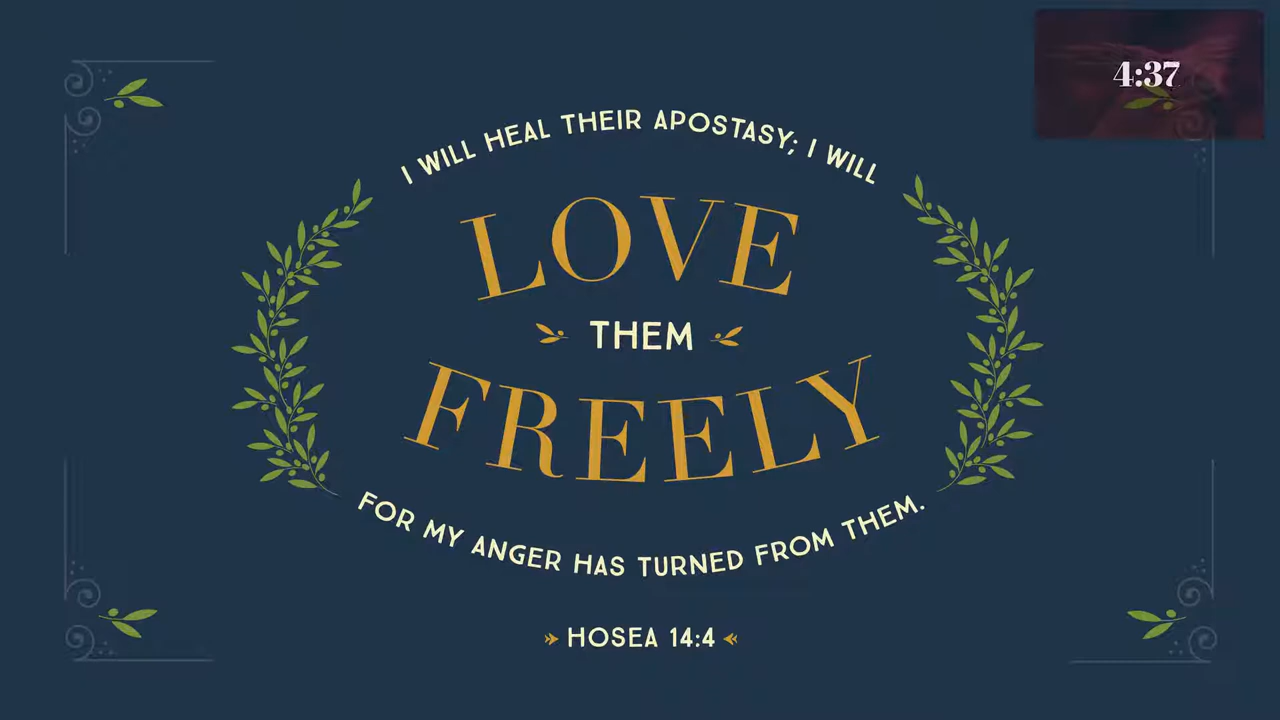 4:37
I WILL HEAL THEIR APOSTASY; I WILL
LOVE
THEM
FREELY
FOR MY ANGER HAS TURNED FROM THEM.
HOSEA 14:4